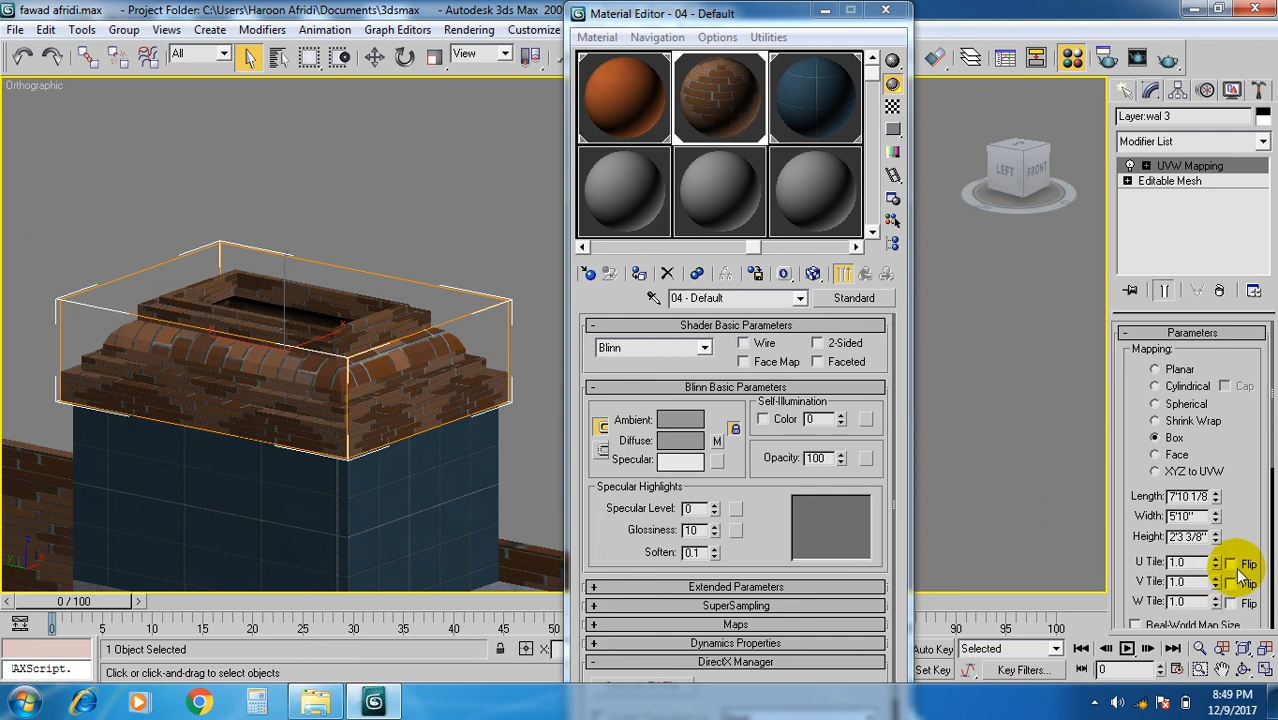 fawad afridi.max - Project Folder: C:\Users\Haroon Afridi\Documents\3dsmax - Autodesk 3ds Max 200
Material Editor - 04 - Default
File Edit Tools Group Views Create Modifiers Animation Graph Editors Rendering
Material Navigation Options Utilities
All
View
Orthographic
LEFT FRONT
Layer:wal 3
Modifier List
UVW Mapping
Editable Mesh
04 - Default
Standard
Shader Basic Parameters
Blinn
Wire
2-Sided
Face Map
Faceted
Blinn Basic Parameters
Ambient:
Diffuse: M
Specular:
Self-Illumination
Color 0
Opacity: 100
Specular Highlights
Specular Level: 0
Glossiness: 10
Soften: 0.1
Extended Parameters
SuperSampling
Maps
Dynamics Properties
DirectX Manager
Parameters
Mapping:
Planar
Cylindrical Cap
Spherical
Shrink Wrap
Box
Face
XYZ to UVW
Length: 7'10 1/8
Width: 5'10"
Height: 2'3 3/8"
U Tile: 1.0 Flip
V Tile: 1.0 Flip
W Tile: 1.0 Flip
Real-World Map Size
0 / 100
0 5 10 15 20 25 30 35 40 45 50 90 95 100
1 Object Selected
X:
Auto Key
Selected
AXScript.
Click or click-and-drag to select objects
Set Key
Key Filters...
0
8:49 PM
12/9/2017